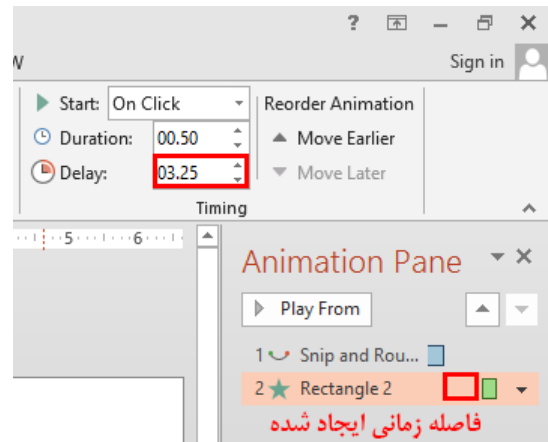 ?
W
Sign in
Start: On Click
Reorder Animation
Duration: 00.50
Move Earlier
Delay: 03.25
Move Later
Timing
5 6
Animation Pane
Play From
1 Snip and Rou...
2 Rectangle 2
فاصله زمانی ایجاد شده